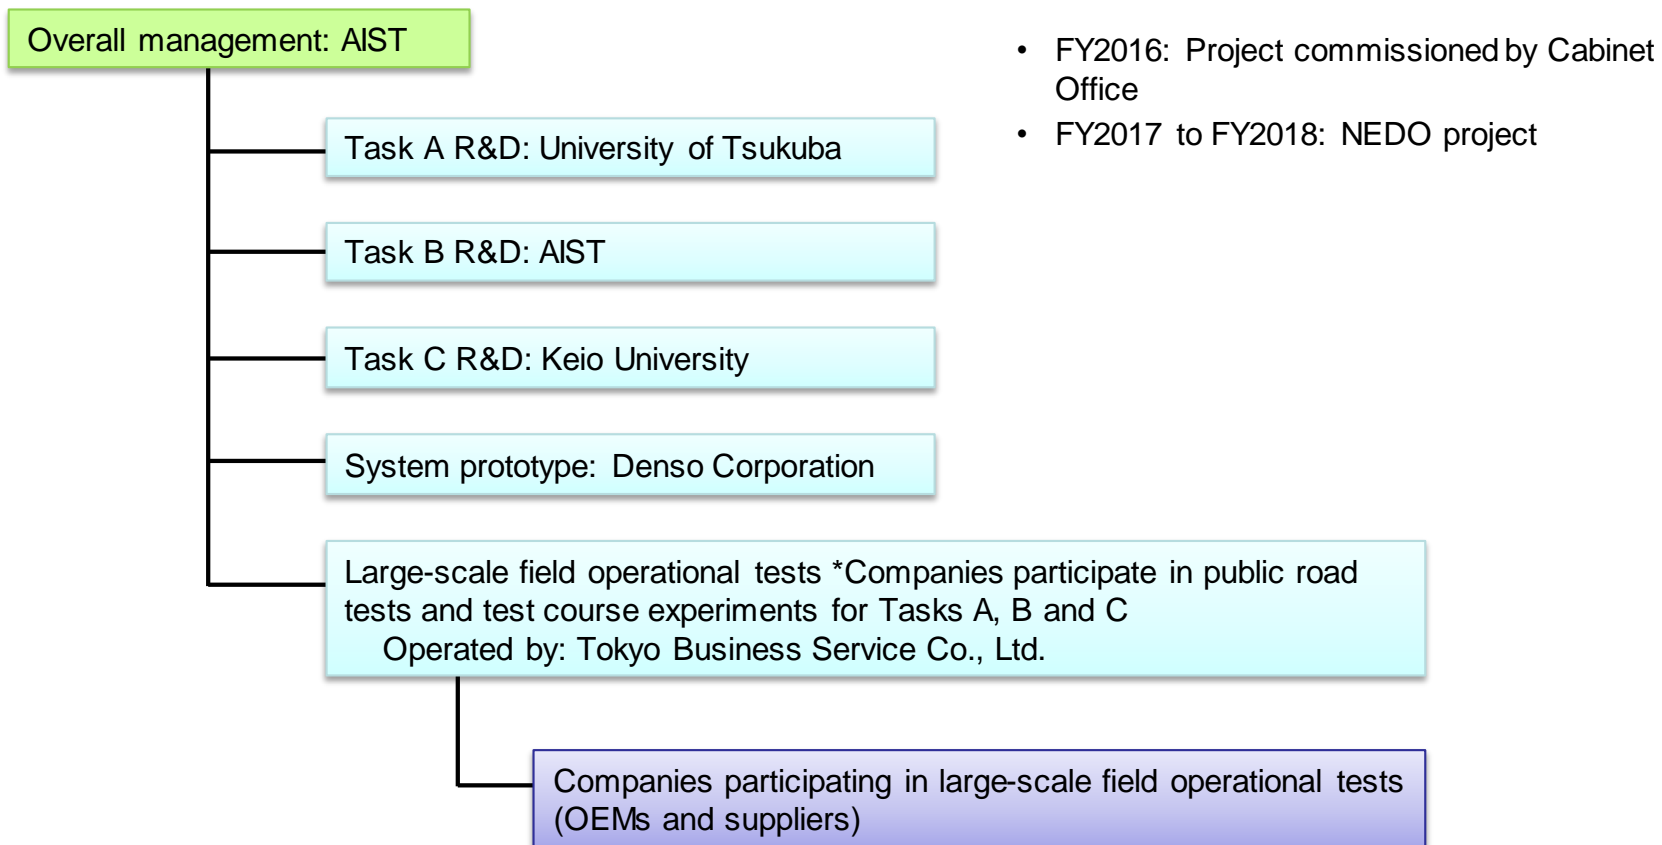 Overall management: AIST
• FY2016: Project commissioned by Cabinet
Office
• FY2017 to FY2018: NEDO project
Task A R&D: University of Tsukuba
Task B R&D: AIST
Task C R&D: Keio University
System prototype: Denso Corporation
Large-scale field operational tests *Companies participate in public road
tests and test course experiments for Tasks A, B and C
Operated by: Tokyo Business Service Co., Ltd.
Companies participating in large-scale field operational tests
(OEMs and suppliers)